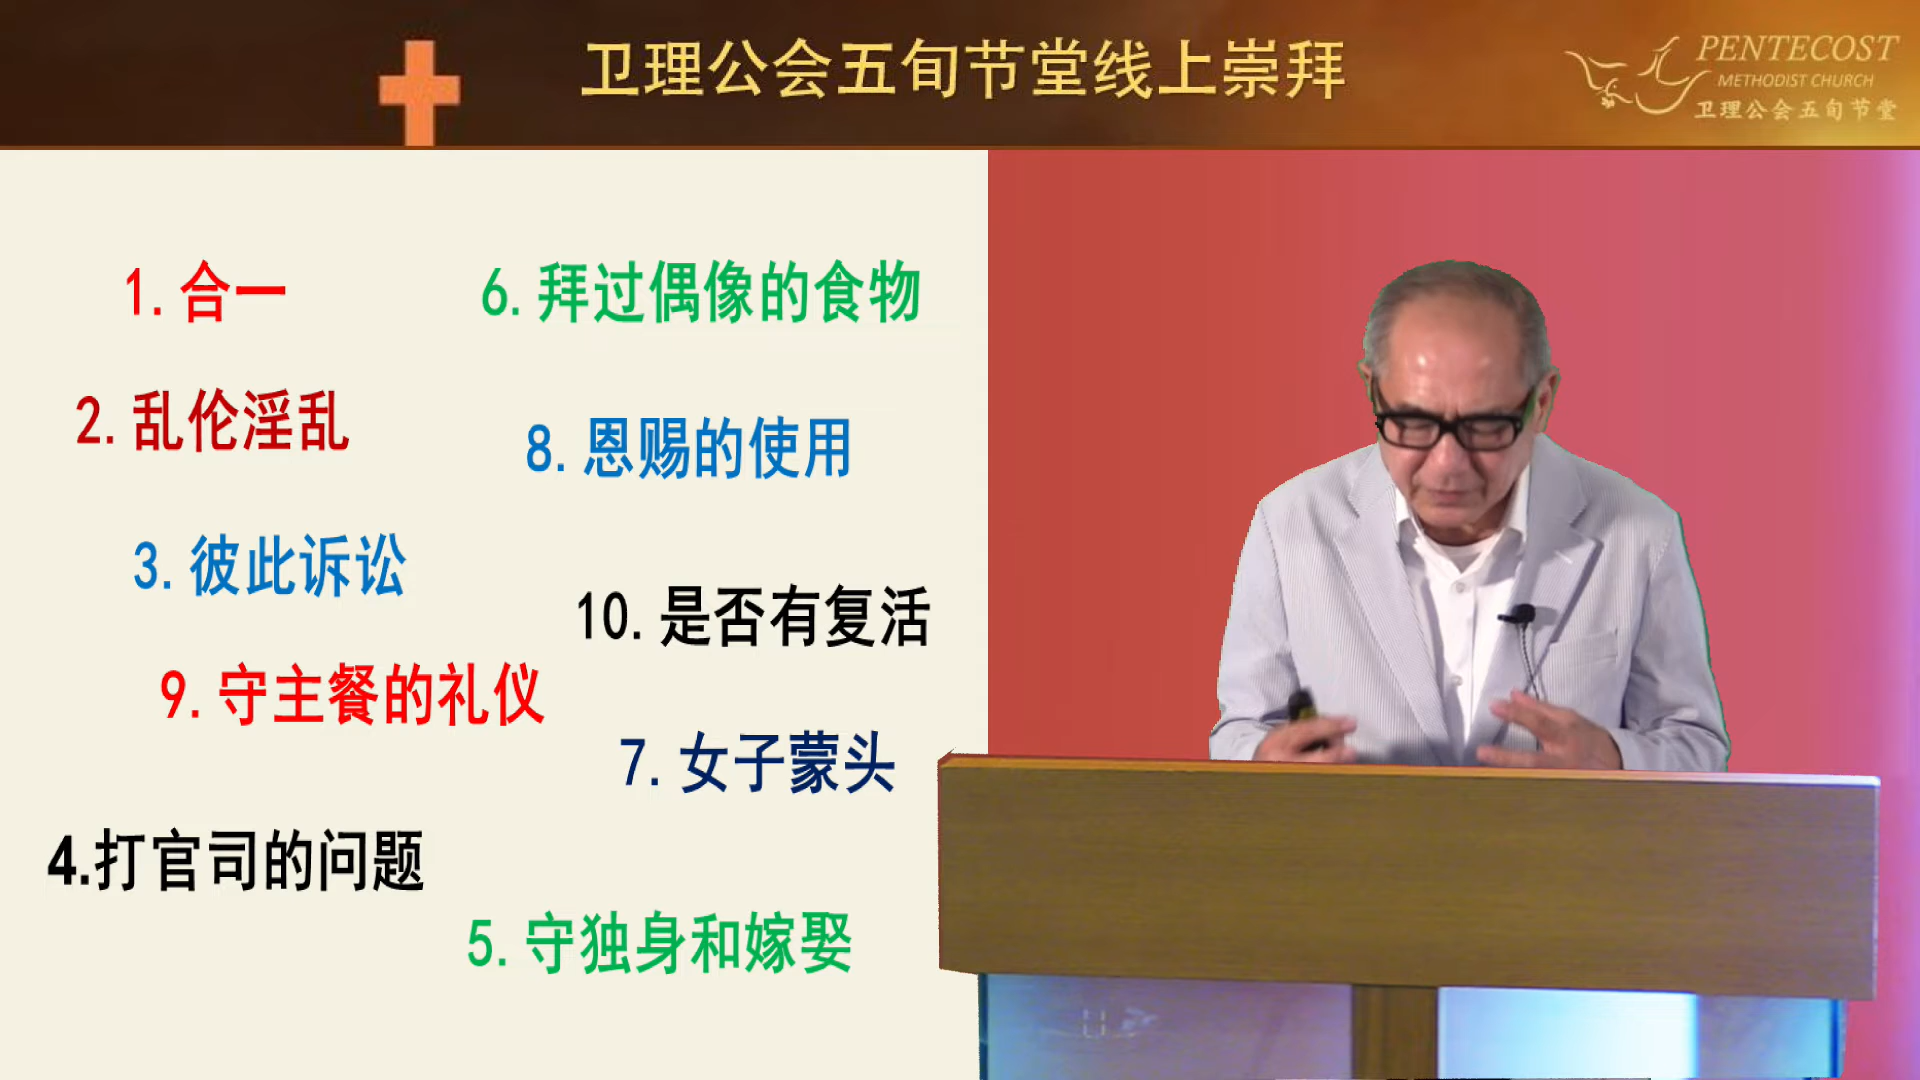 卫理公会五旬节堂线上崇拜
PENTECOST
METHODIST CHURCH
卫理公会五旬节堂
1. 合一
6. 拜过偶像的食物
2. 乱伦淫乱
8. 恩赐的使用
3. 彼此诉讼
10. 是否有复活
9. 守主餐的礼仪
7. 女子蒙头
4.打官司的问题
5. 守独身和嫁娶